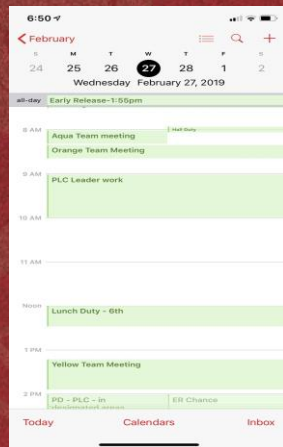 6:50
February
S M T W T F S
24 25 26 27 28 1 2
Wednesday February 27, 2019
all-day Early Release-1:55pm
8 AM
Hall Duty
Aqua Team meeting
Orange Team Meeting
9 AM
PLC Leader work
10 AM
11 AM
Noon
Lunch Duty - 6th
1 PM
Yellow Team Meeting
2 PM
PD - PLC - in ER Chance
designated areas
Today Calendars Inbox